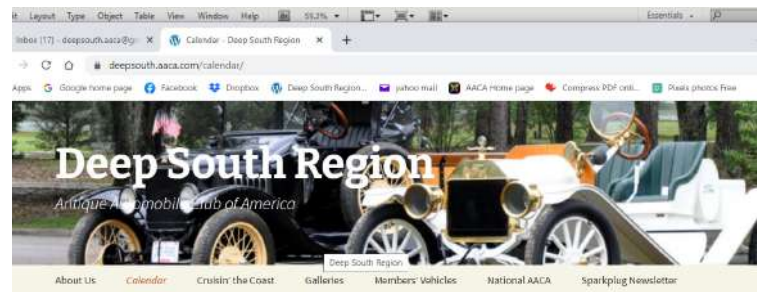 Layout Type Object Table View Window Help 59.2% Essentials
Inbox (17) - deepsouth.aaca@g Calendar - Deep South Region
deepsouth.aaca.com/calendar/
Apps Google home page Facebook Dropbox Deep South Region... yahoo mail AACA Home page Compress PDF onli... Pixels photos Free
Deep South Region
Antique Automobile Club of America
Deep South Region
About Us Calendar Cruisin' the Coast Galleries Members' Vehicles National AACA Sparkplug Newsletter